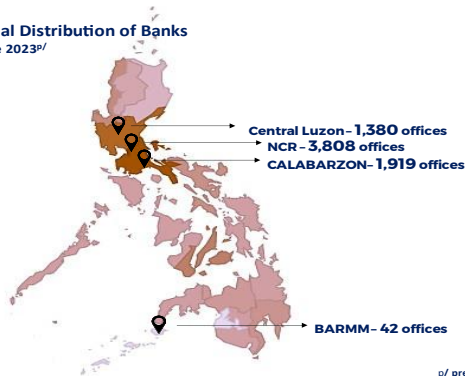 al Distribution of Banks
2023p/
Central Luzon– 1,380 offices
NCR – 3,808 offices
CALABARZON– 1,919 offices
BARMM– 42 offices
p/ pre